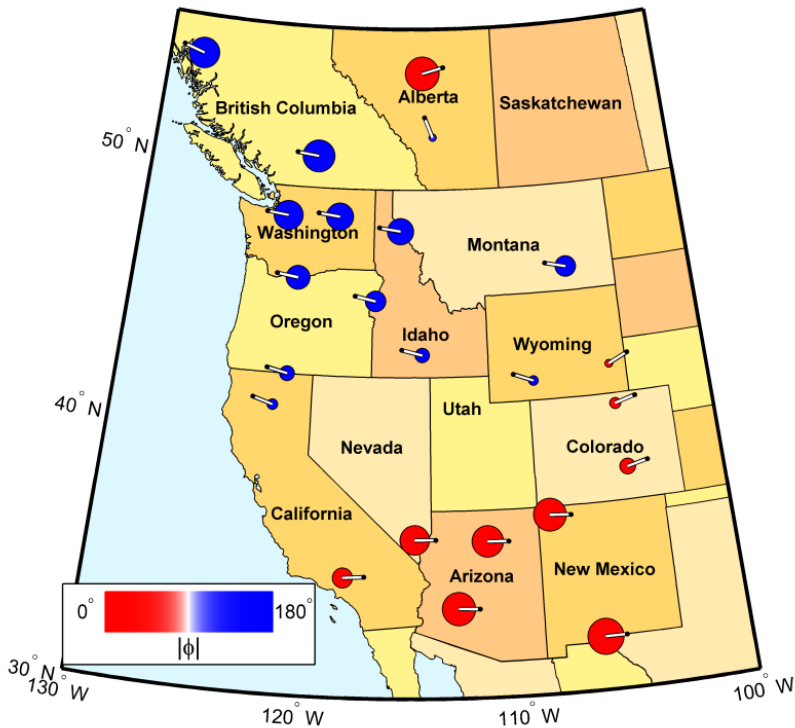 British Columbia
Alberta
Saskatchewan
50° N
Washington
Montana
Oregon
Idaho
Wyoming
40° N
Utah
Nevada
Colorado
California
Arizona
New Mexico
0°
180°
|ϕ|
30° N
130° W
120° W
110° W
100° W